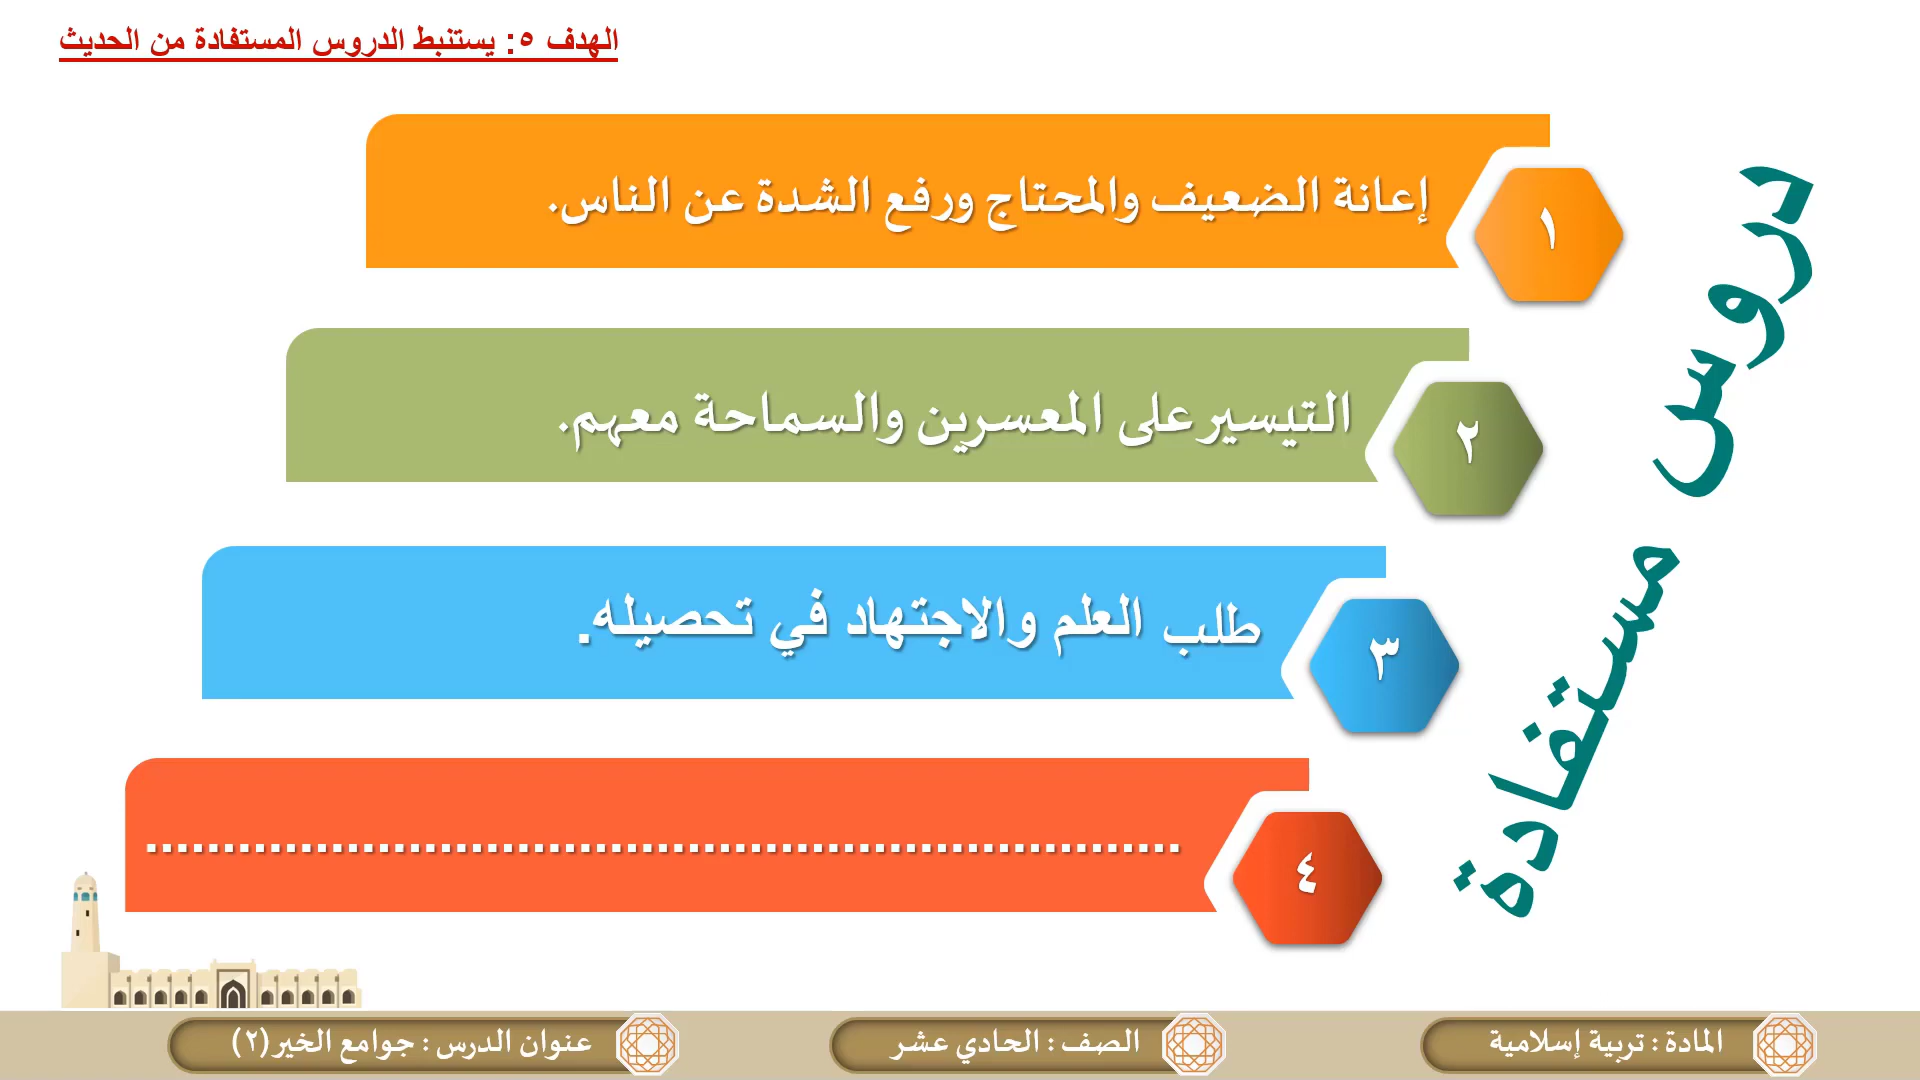 الهدف ٥: يستنبط الدروس المستفادة من الحديث
دروس مستفادة
١
إعانة الضعيف والمحتاج ورفع الشدة عن الناس.
٢
التيسير على المعسرين والسماحة معهم.
٣
طلب العلم والاجتهاد في تحصيله.
٤
...................................................................
المادة : تربية إسلامية
الصف : الحادي عشر
عنوان الدرس : جوامع الخير (٢)